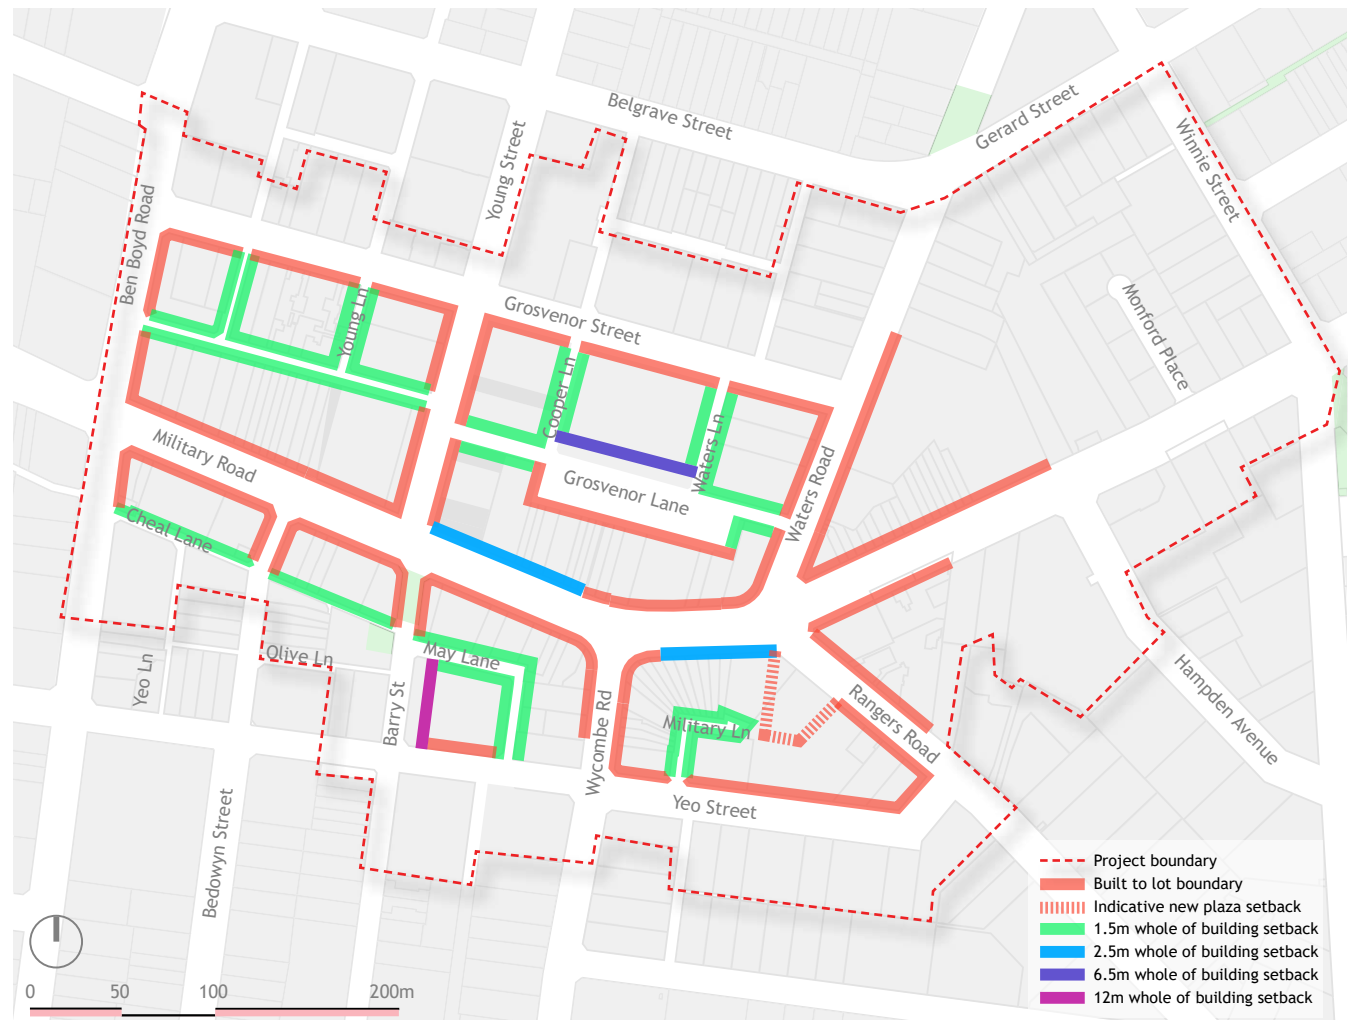 Belgrave Street
Gerard Street
Winnie Street
Young Street
Ben Boyd Road
Monford Place
Grosvenor Street
Young Ln
Cooper Ln
Waters Ln
Military Road
Grosvenor Lane
Waters Road
Cheal Lane
Olive Ln
May Lane
Yeo Ln
Barry St
Wycombe Rd
Military Ln
Rangers Road
Hampden Avenue
Yeo Street
Bedowyn Street
Project boundary
Built to lot boundary
Indicative new plaza setback
1.5m whole of building setback
2.5m whole of building setback
6.5m whole of building setback
12m whole of building setback
0 50 100 200m